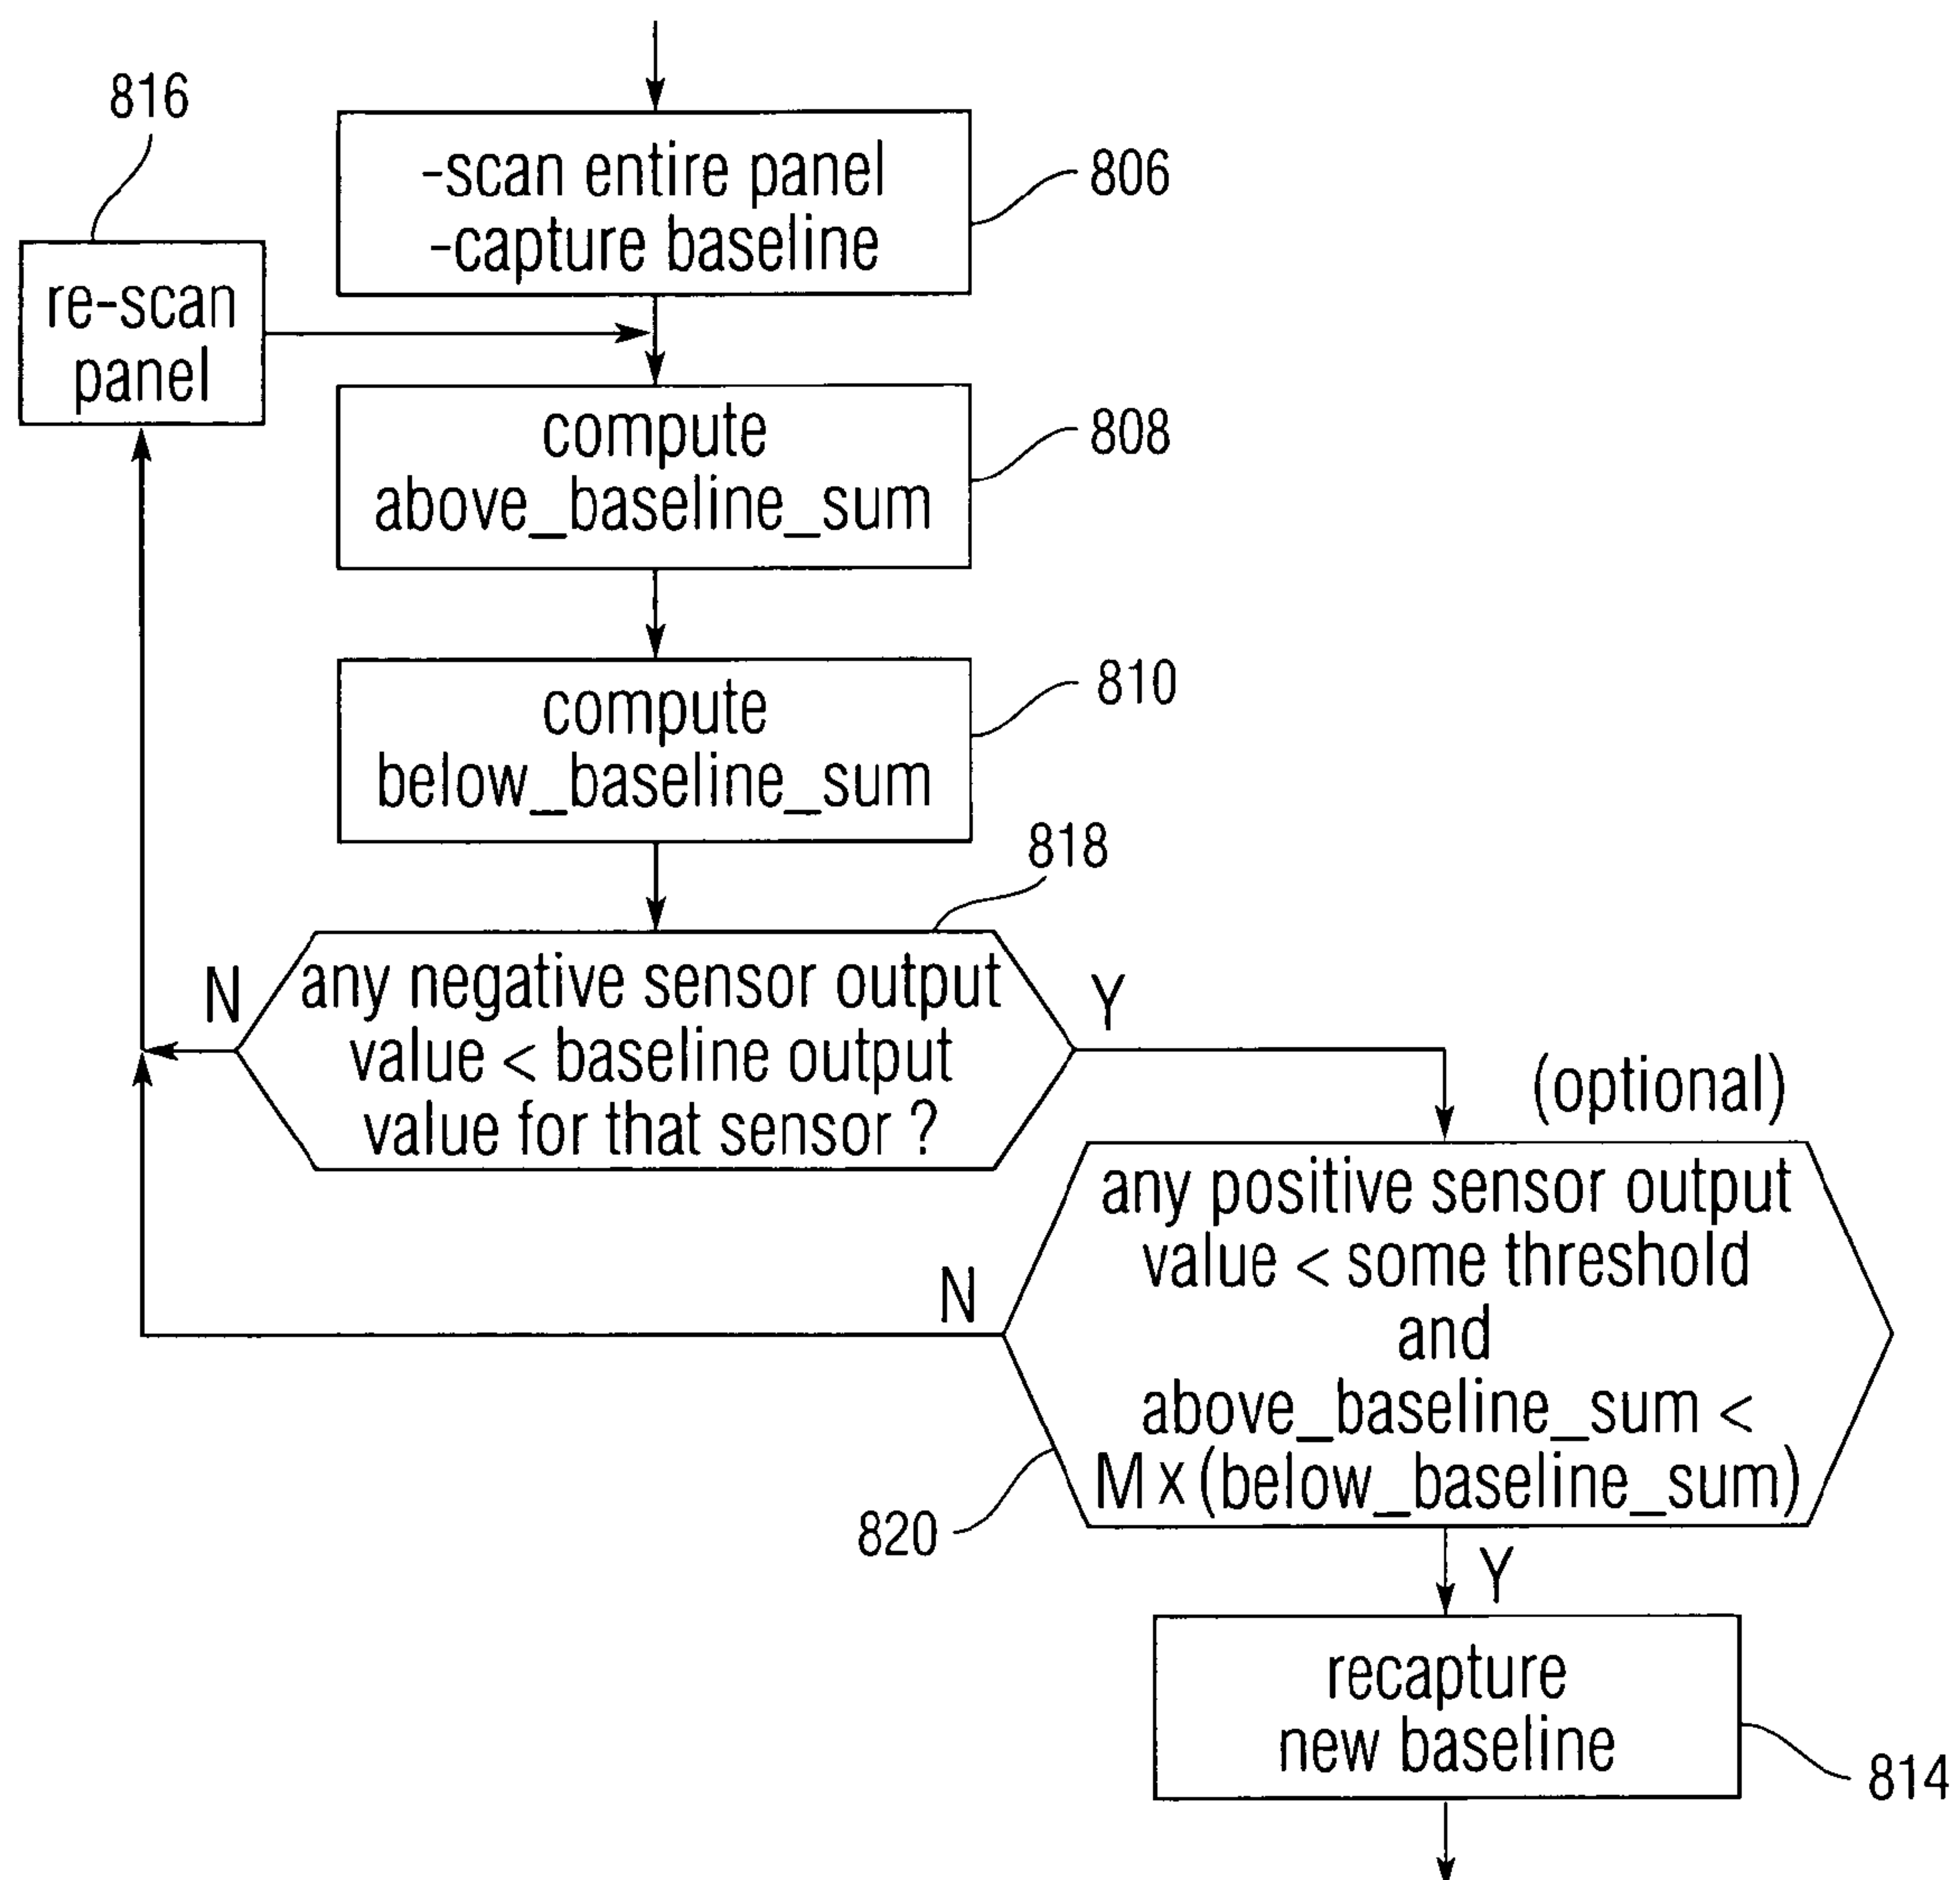 816
-scan entire panel
-capture baseline
806
re-scan
panel
compute
above_baseline_sum
808
compute
below_baseline_sum
810
818
any negative sensor output
value < baseline output
value for that sensor ?
N
Y
(optional)
any positive sensor output
value < some threshold
and
above_baseline_sum <
M x (below_baseline_sum)
N
820
Y
recapture
new baseline
814